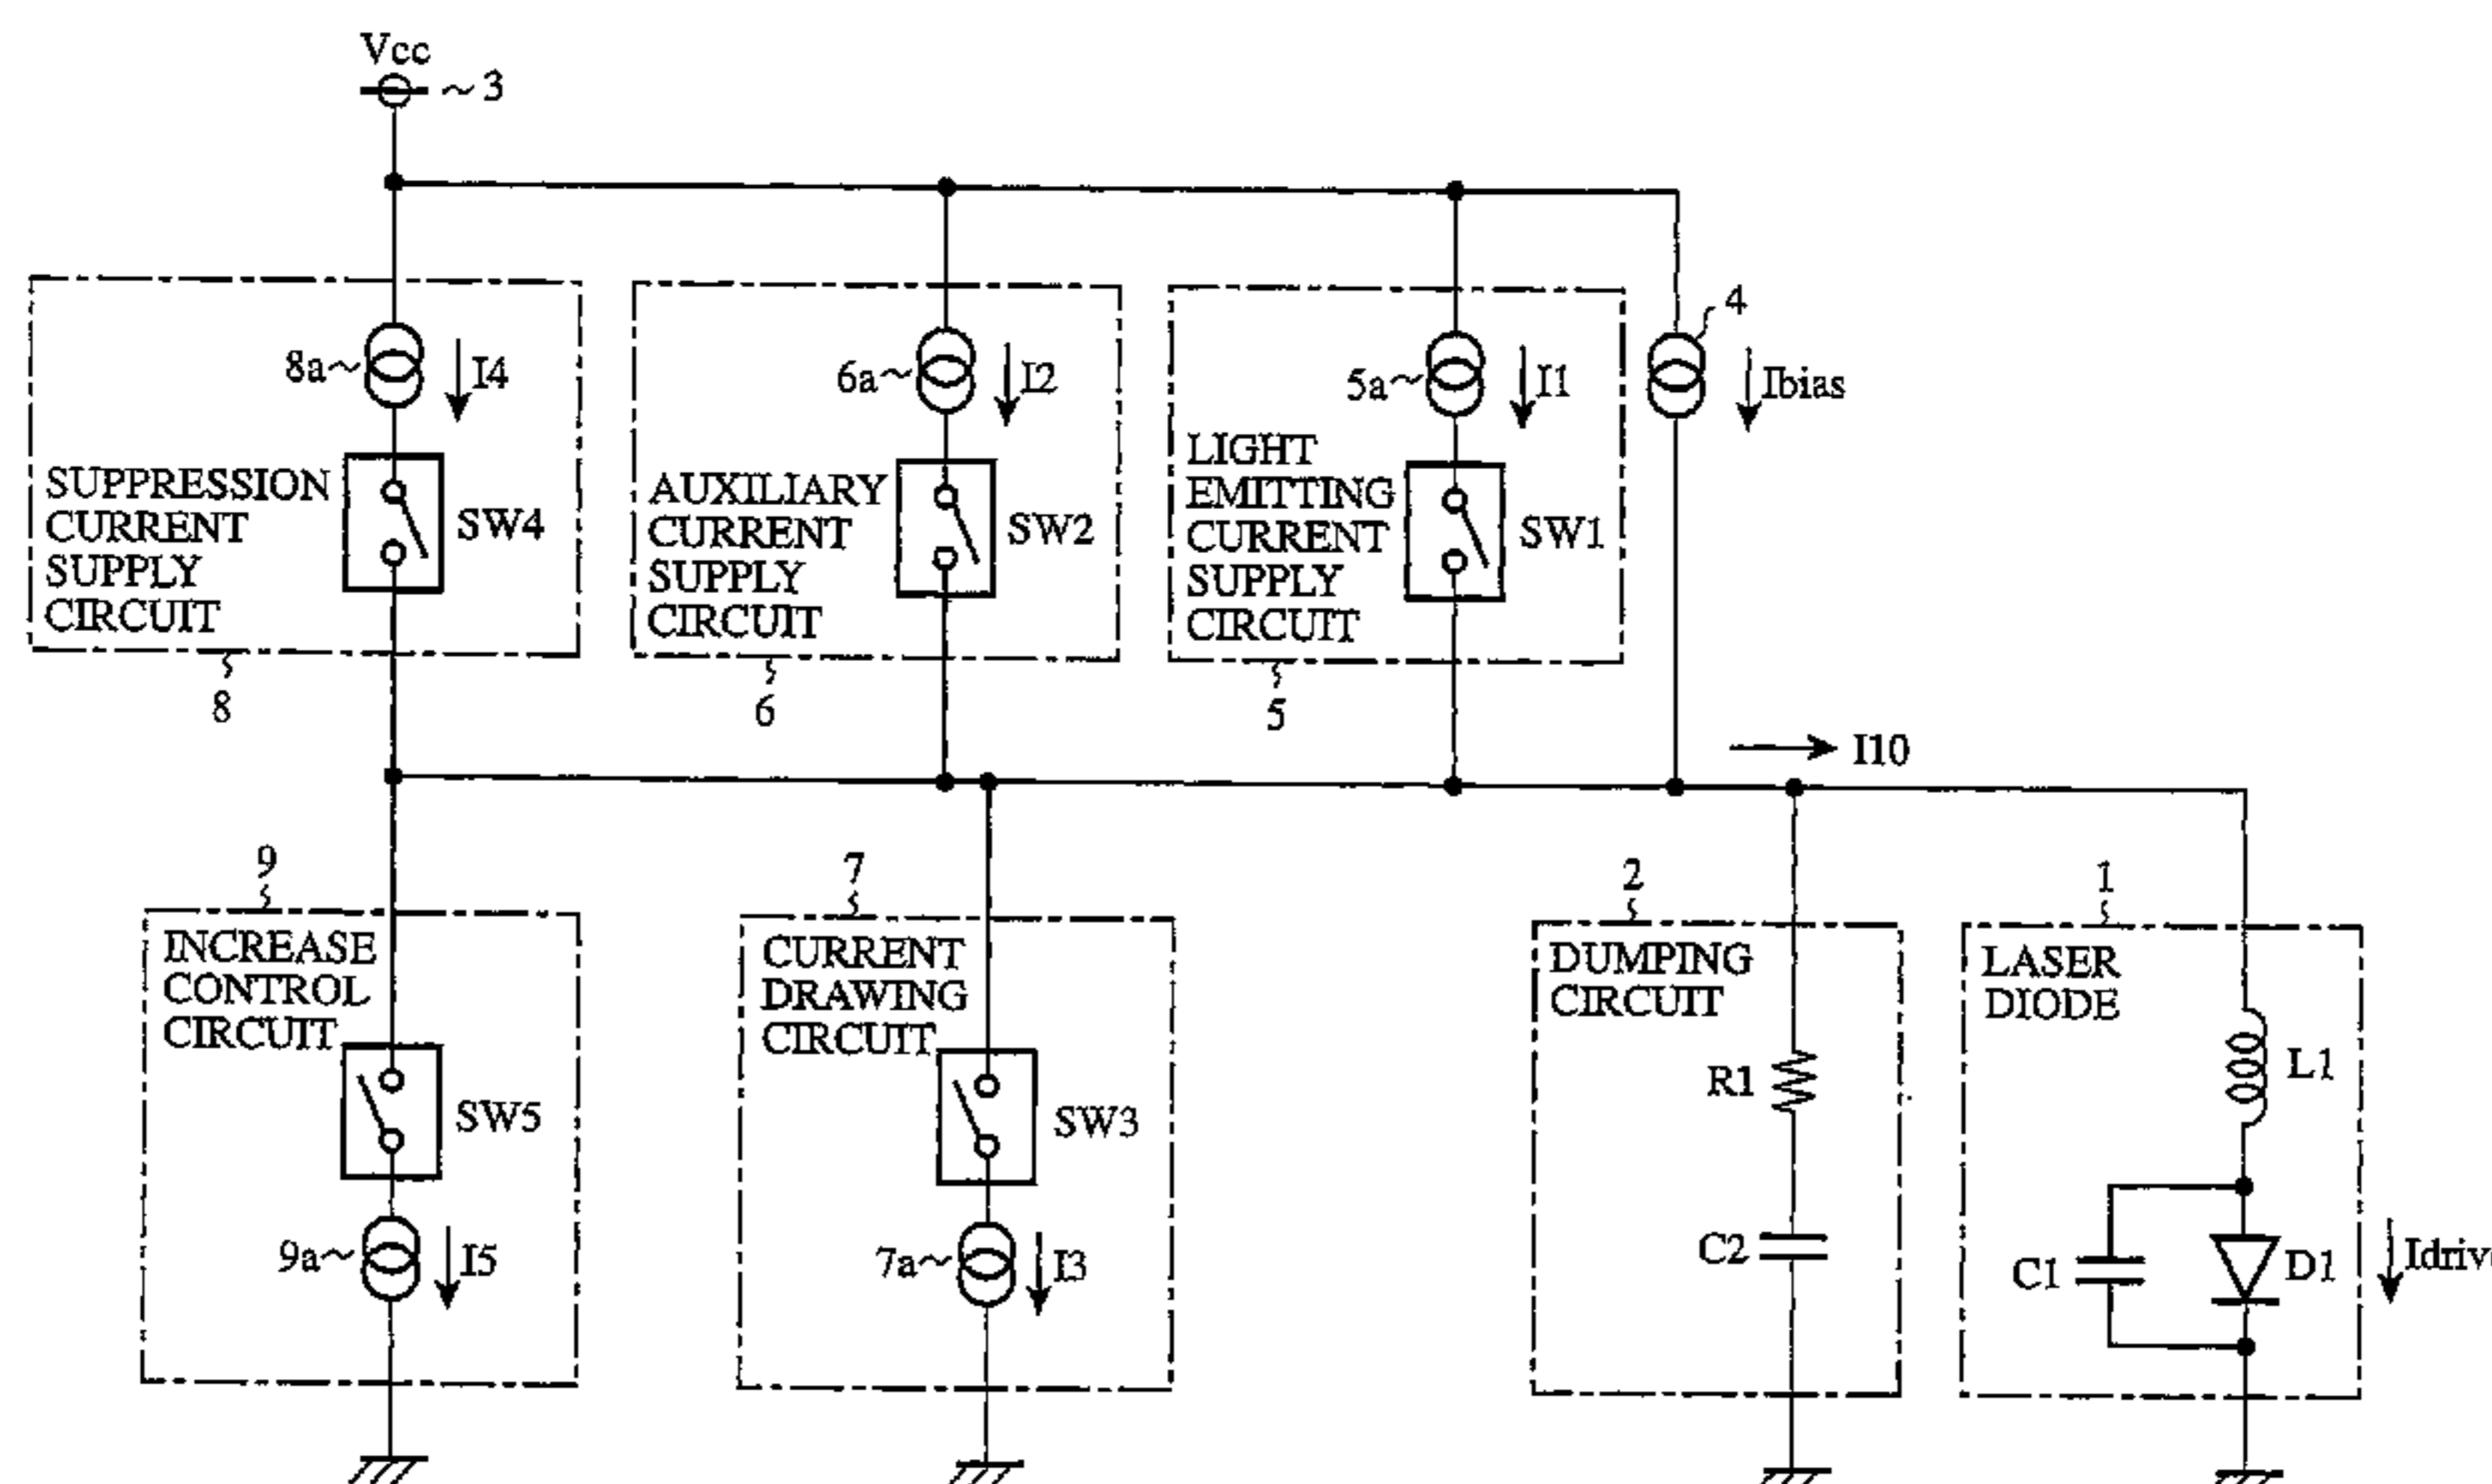 Vcc
~3
8a~
I4
6a~
I2
5a~
I1
4
Ibias
SUPPRESSION
CURRENT
SUPPLY
CIRCUIT
SW4
AUXILIARY
CURRENT
SUPPLY
CIRCUIT
SW2
LIGHT
EMITTING
CURRENT
SUPPLY
CIRCUIT
SW1
8
6
5
I10
9
7
2
1
INCREASE
CONTROL
CIRCUIT
SW5
CURRENT
DRAWING
CIRCUIT
SW3
DUMPING
CIRCUIT
LASER
DIODE
R1
L1
9a~
I5
7a~
I3
C2
C1
D1
Idriv